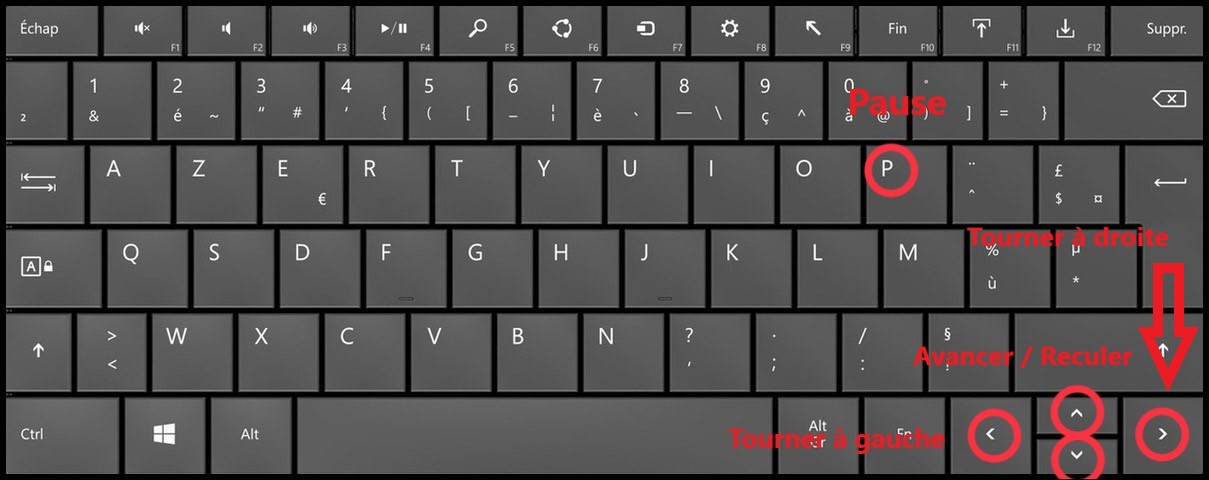 Échap F1 F2 F3 F4 F5 F6 F7 F8 F9 Fin F10 F11 F12 Suppr.
1 2 3 4 5 6 7 8 9 0 ° +
² & é ~ " # ' { ( [ _ ¦ è ` — \ ç ^ à @ ) ] = }
Pause
A Z E € R T Y U I O P ¨ ^ £ $ ¤
Tourner à droite
A Q S D F G H J K L M % ù µ *
> < W X C V B N ? , . ; / : § !
Avancer / Reculer
Ctrl Alt Alt Gr Fn < ^ v >
Tourner à gauche